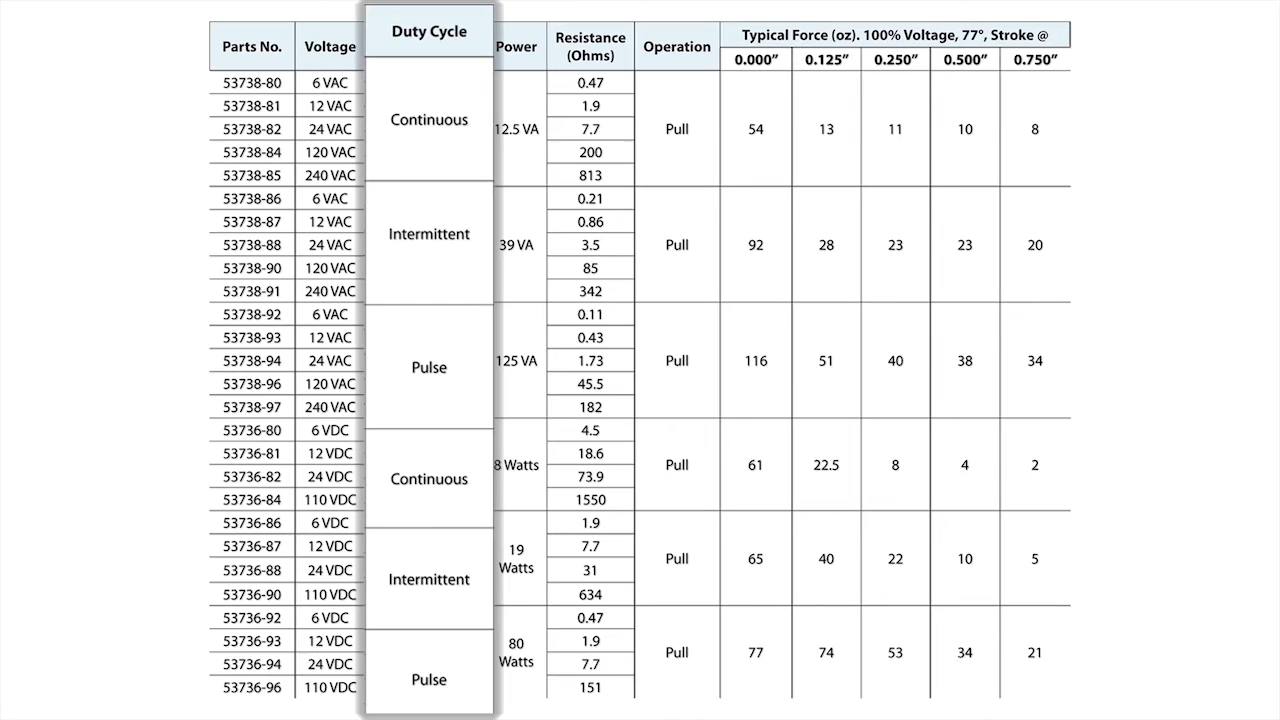 Parts No. Voltage Duty Cycle Power Resistance (Ohms) Operation Typical Force (oz). 100% Voltage, 77°, Stroke @
0.000” 0.125” 0.250” 0.500” 0.750”
53738-80 6 VAC 0.47
53738-81 12 VAC Continuous 1.9
53738-82 24 VAC 12.5 VA 7.7 Pull 54 13 11 10 8
53738-84 120 VAC 200
53738-85 240 VAC 813
53738-86 6 VAC 0.21
53738-87 12 VAC Intermittent 0.86
53738-88 24 VAC 39 VA 3.5 Pull 92 28 23 23 20
53738-90 120 VAC 85
53738-91 240 VAC 342
53738-92 6 VAC 0.11
53738-93 12 VAC 0.43
53738-94 24 VAC Pulse 125 VA 1.73 Pull 116 51 40 38 34
53738-96 120 VAC 45.5
53738-97 240 VAC 182
53736-80 6 VDC 4.5
53736-81 12 VDC 18.6
53736-82 24 VDC Continuous 8 Watts 73.9 Pull 61 22.5 8 4 2
53736-84 110 VDC 1550
53736-86 6 VDC 1.9
53736-87 12 VDC 7.7
53736-88 24 VDC Intermittent 19 Watts 31 Pull 65 40 22 10 5
53736-90 110 VDC 634
53736-92 6 VDC 0.47
53736-93 12 VDC 1.9
53736-94 24 VDC Pulse 80 Watts 7.7 Pull 77 74 53 34 21
53736-96 110 VDC 151